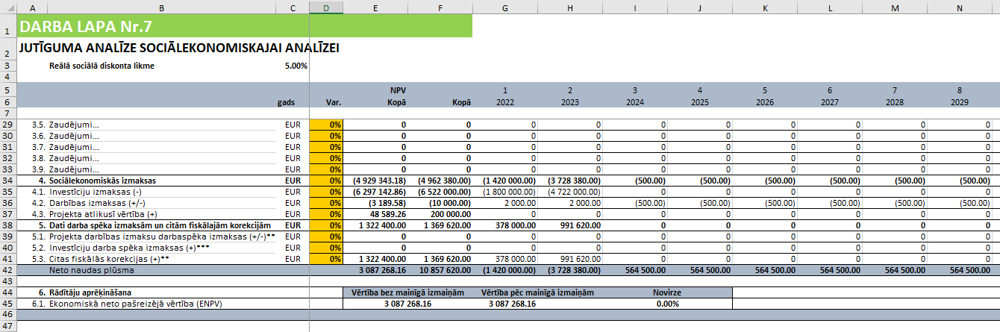 A B C D E F G H I J K L M N
1 DARBA LAPA Nr.7
2 JUTĪGUMA ANALĪZE SOCIĀLEKONOMISKAJAI ANALĪZEI
3 Reālā sociālā diskonta likme 5.00%
4
5 NPV 1 2 3 4 5 6 7 8
6 gads Var. Kopā Kopā 2022 2023 2024 2025 2026 2027 2028 2029
7
29 3.5. Zaudējumi... EUR 0% 0 0 0 0 0 0 0 0 0 0
30 3.6. Zaudējumi... EUR 0% 0 0 0 0 0 0 0 0 0 0
31 3.7. Zaudējumi... EUR 0% 0 0 0 0 0 0 0 0 0 0
32 3.8. Zaudējumi... EUR 0% 0 0 0 0 0 0 0 0 0 0
33 3.9. Zaudējumi... EUR 0% 0 0 0 0 0 0 0 0 0 0
34 4. Sociālekonomiskās izmaksas EUR 0% (4 929 343.18) (4 962 380.00) (1 420 000.00) (3 728 380.00) (500.00) (500.00) (500.00) (500.00) (500.00) (500.00)
35 4.1. Investīciju izmaksas (-) EUR 0% (6 297 142.86) (6 522 000.00) (1 800 000.00) (4 722 000.00) 0 0 0 0 0 0
36 4.2. Darbības izmaksas (+/-) EUR 0% (3 189.58) (10 000.00) 2 000.00 2 000.00 (500.00) (500.00) (500.00) (500.00) (500.00) (500.00)
37 4.3. Projekta atlikusī vērtība (+) EUR 0% 48 589.26 200 000.00 0 0 0 0 0 0 0 0
38 5. Dati darba spēka izmaksām un citām fiskālajām korekcijām EUR 0% 1 322 400.00 1 369 620.00 378 000.00 991 620.00 0 0 0 0 0 0
39 5.1. Projekta darbības izmaksu darbaspēka izmaksas (+/-)** EUR 0% 0 0 0 0 0 0 0 0 0 0
40 5.2. Investīciju darba spēka izmaksas (+)*** EUR 0% 0 0 0 0 0 0 0 0 0 0
41 5.3. Citas fiskālās korekcijas (+)** EUR 0% 1 322 400.00 1 369 620.00 378 000.00 991 620.00 0 0 0 0 0 0
42 Neto naudas plūsma 3 087 268.16 10 857 620.00 (1 420 000.00) (3 728 380.00) 564 500.00 564 500.00 564 500.00 564 500.00 564 500.00 564 500.00
43
44 6. Rādītāju aprēķināšana Vērtība bez mainīgā izmaiņām Vērtība pēc mainīgā izmaiņām Novirze
45 6.1. Ekonomiskā neto pašreizējā vērtība (ENPV) 3 087 268.16 3 087 268.16 0.00%
46
47